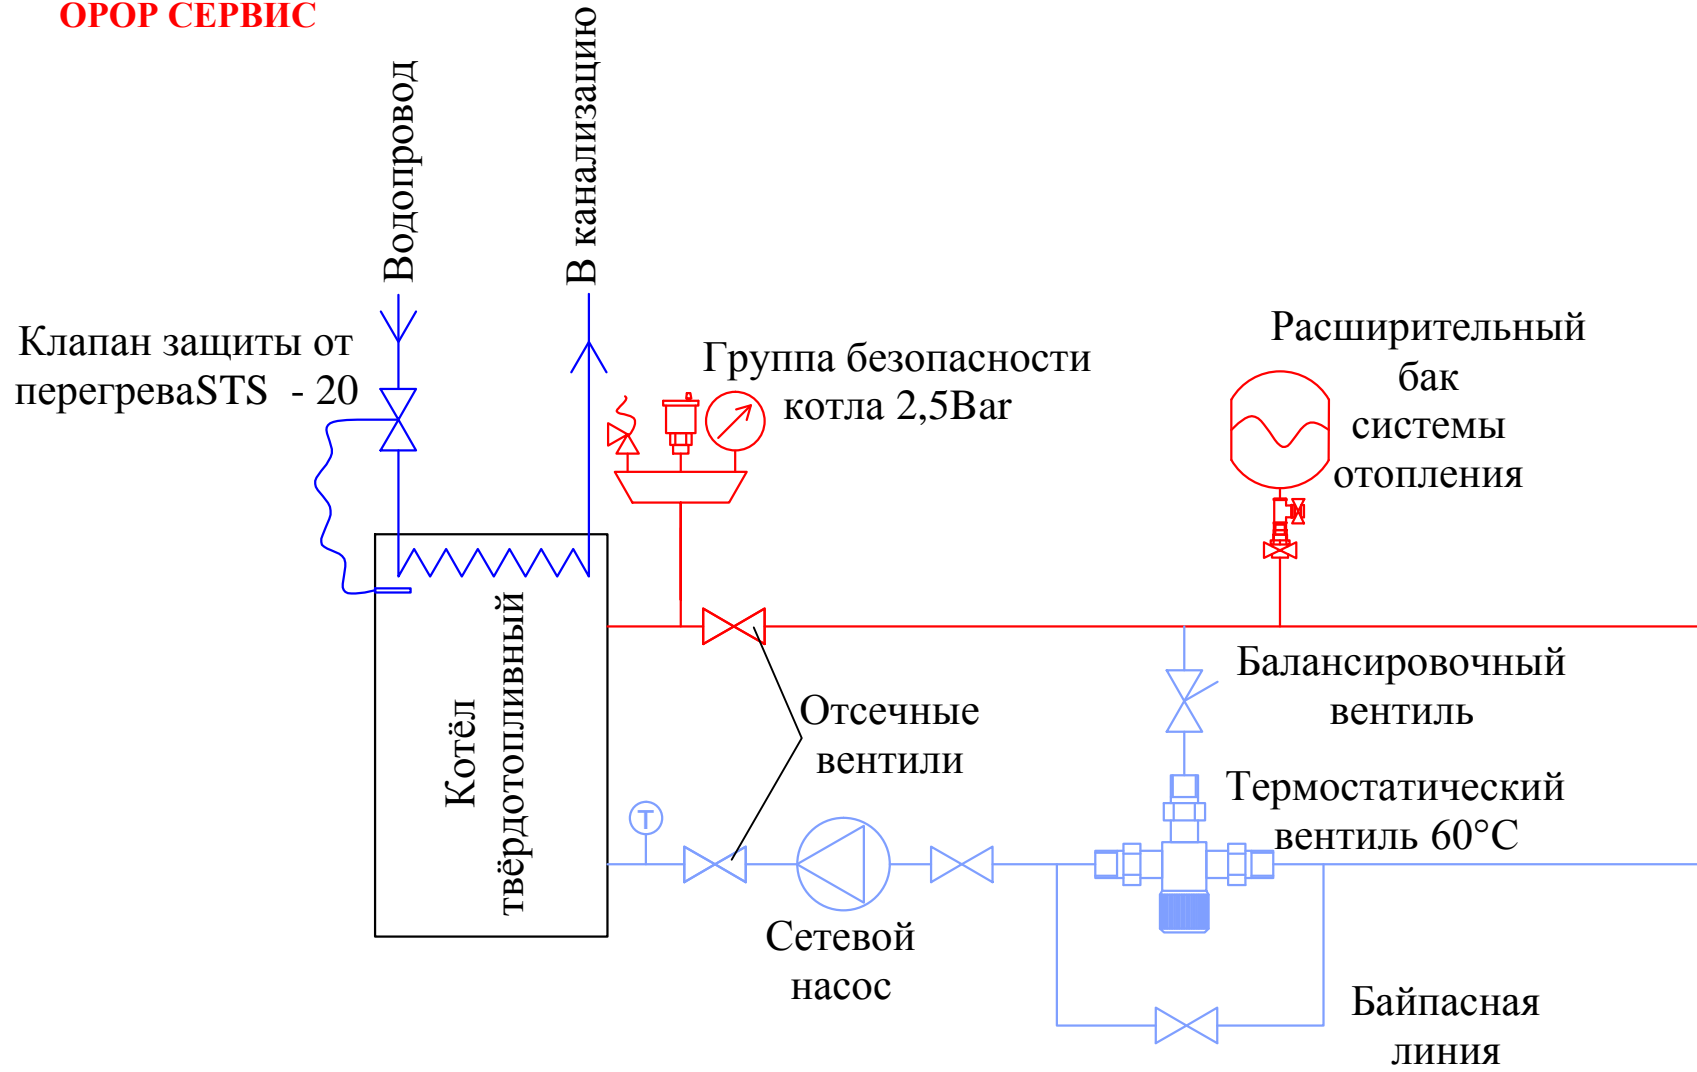 ОРОР СЕРВИС
Водопровод
В канализацию
Клапан защиты от
перегреваSTS - 20
Группа безопасности
котла 2,5Bar
Расширительный
бак
системы
отопления
Котёл
твёрдотопливный
Отсечные
вентили
Балансировочный
вентиль
Термостатический
вентиль 60°C
T
Сетевой
насос
Байпасная
линия